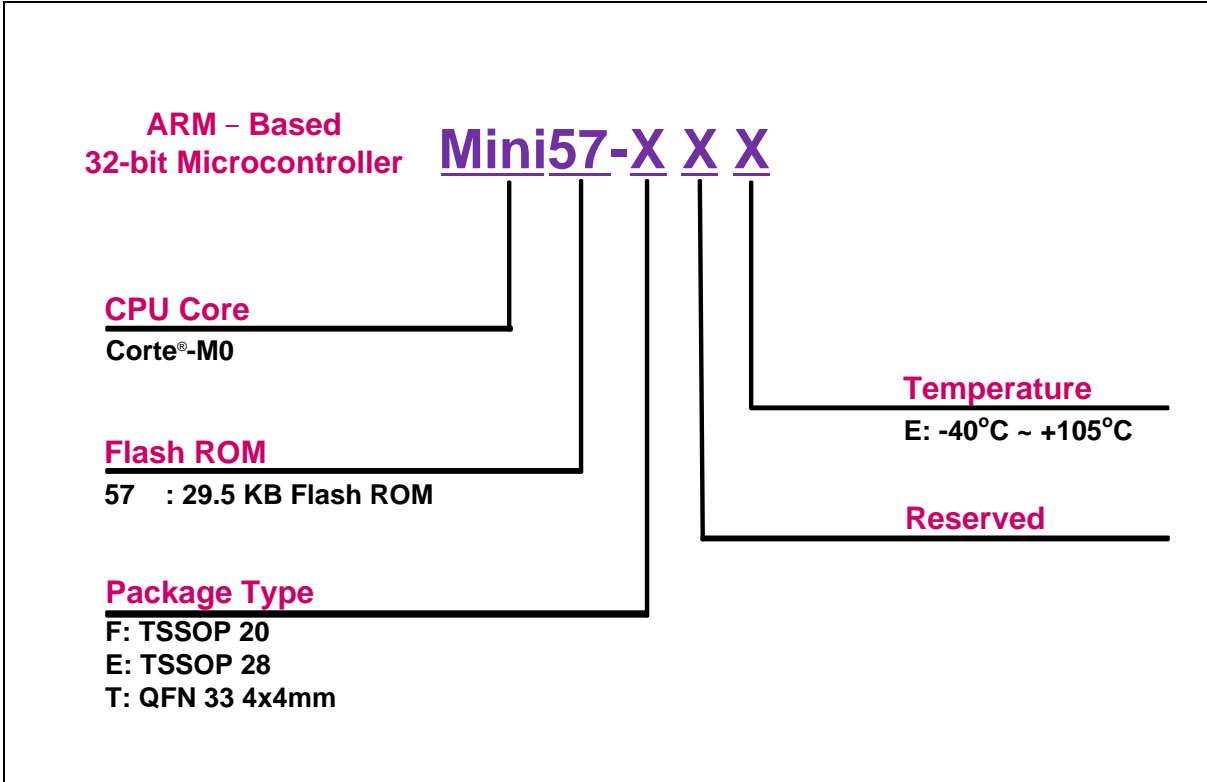 ARM – Based
32-bit Microcontroller
Mini57-X X X
CPU Core
Corte®-M0
Temperature
E: -40°C ~ +105°C
Flash ROM
57 : 29.5 KB Flash ROM
Reserved
Package Type
F: TSSOP 20
E: TSSOP 28
T: QFN 33 4x4mm